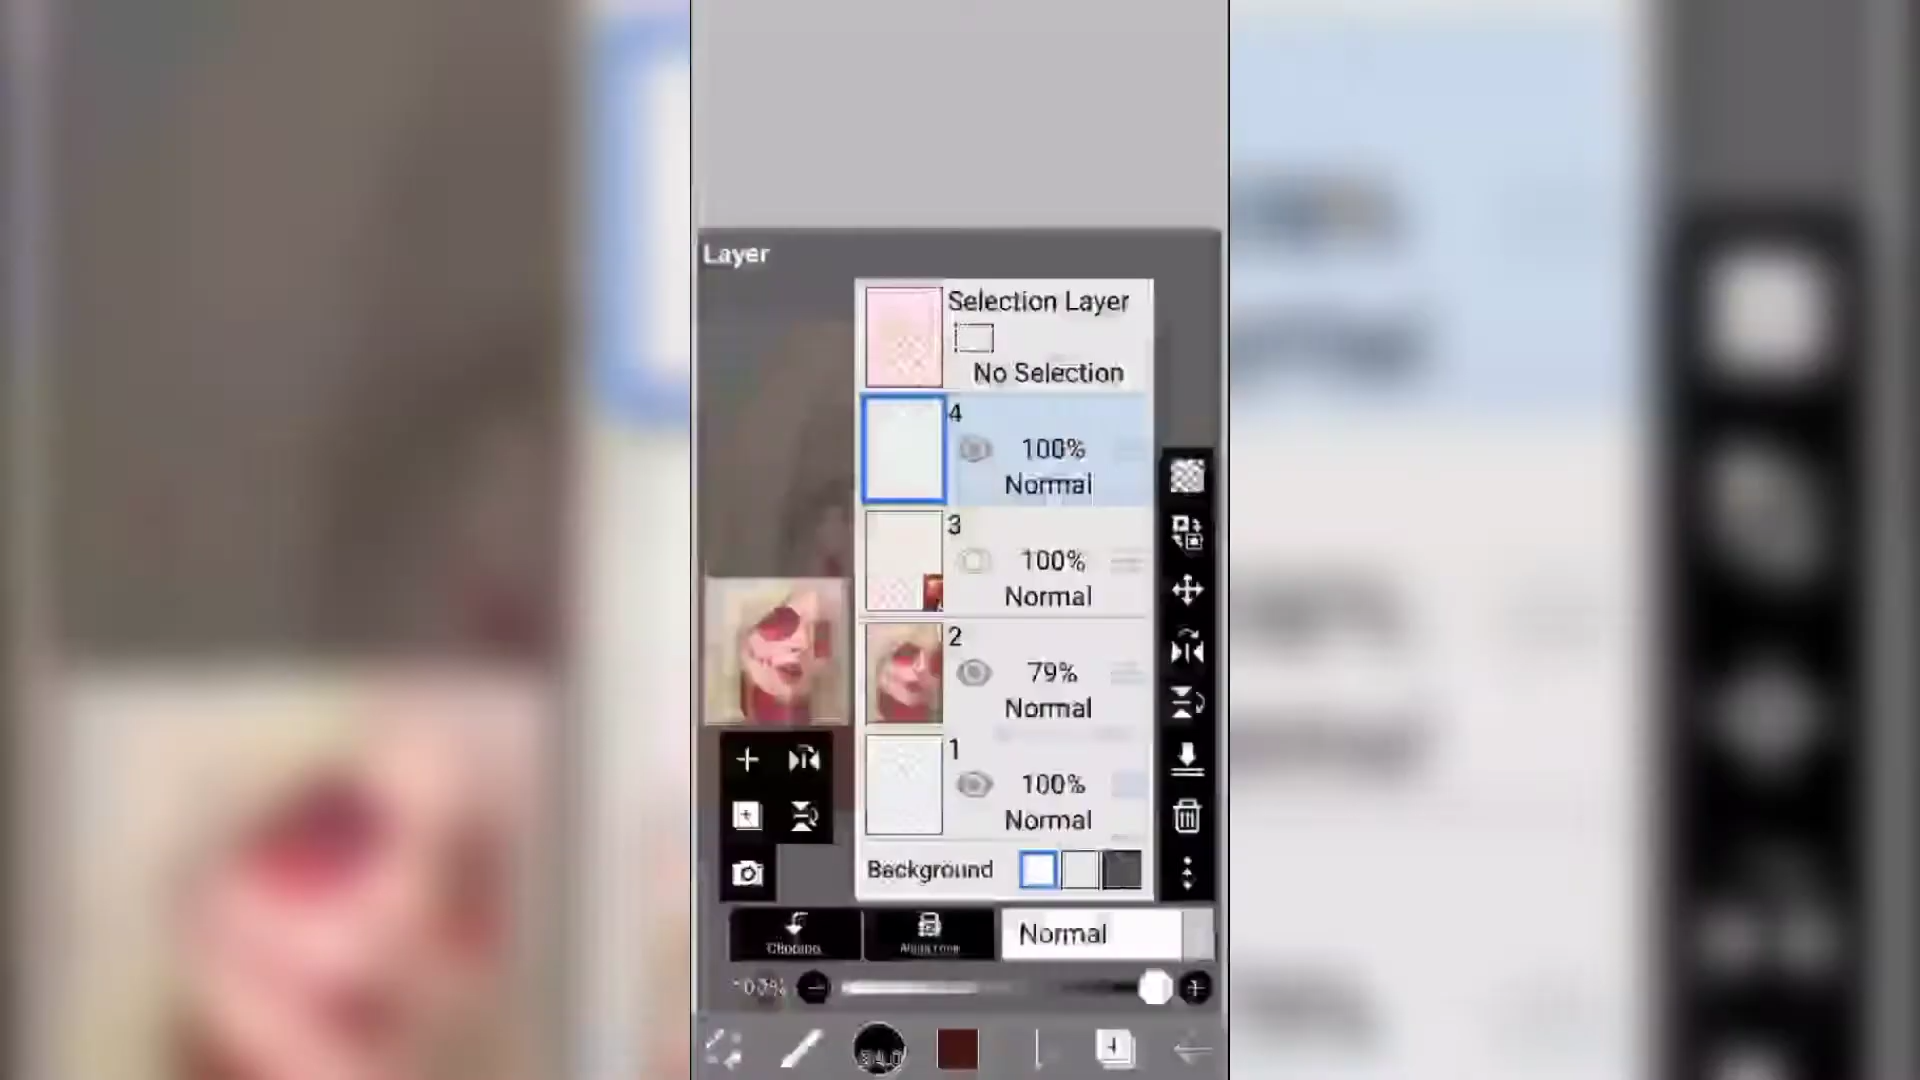 Layer
Selection Layer
No Selection
4
100%
Normal
3
100%
Normal
2
79%
Normal
1
100%
Normal
Background
Normal